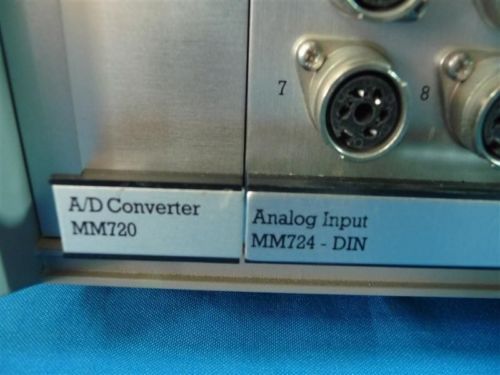 7
8
A/D Converter
MM720
Analog Input
MM724 - DIN